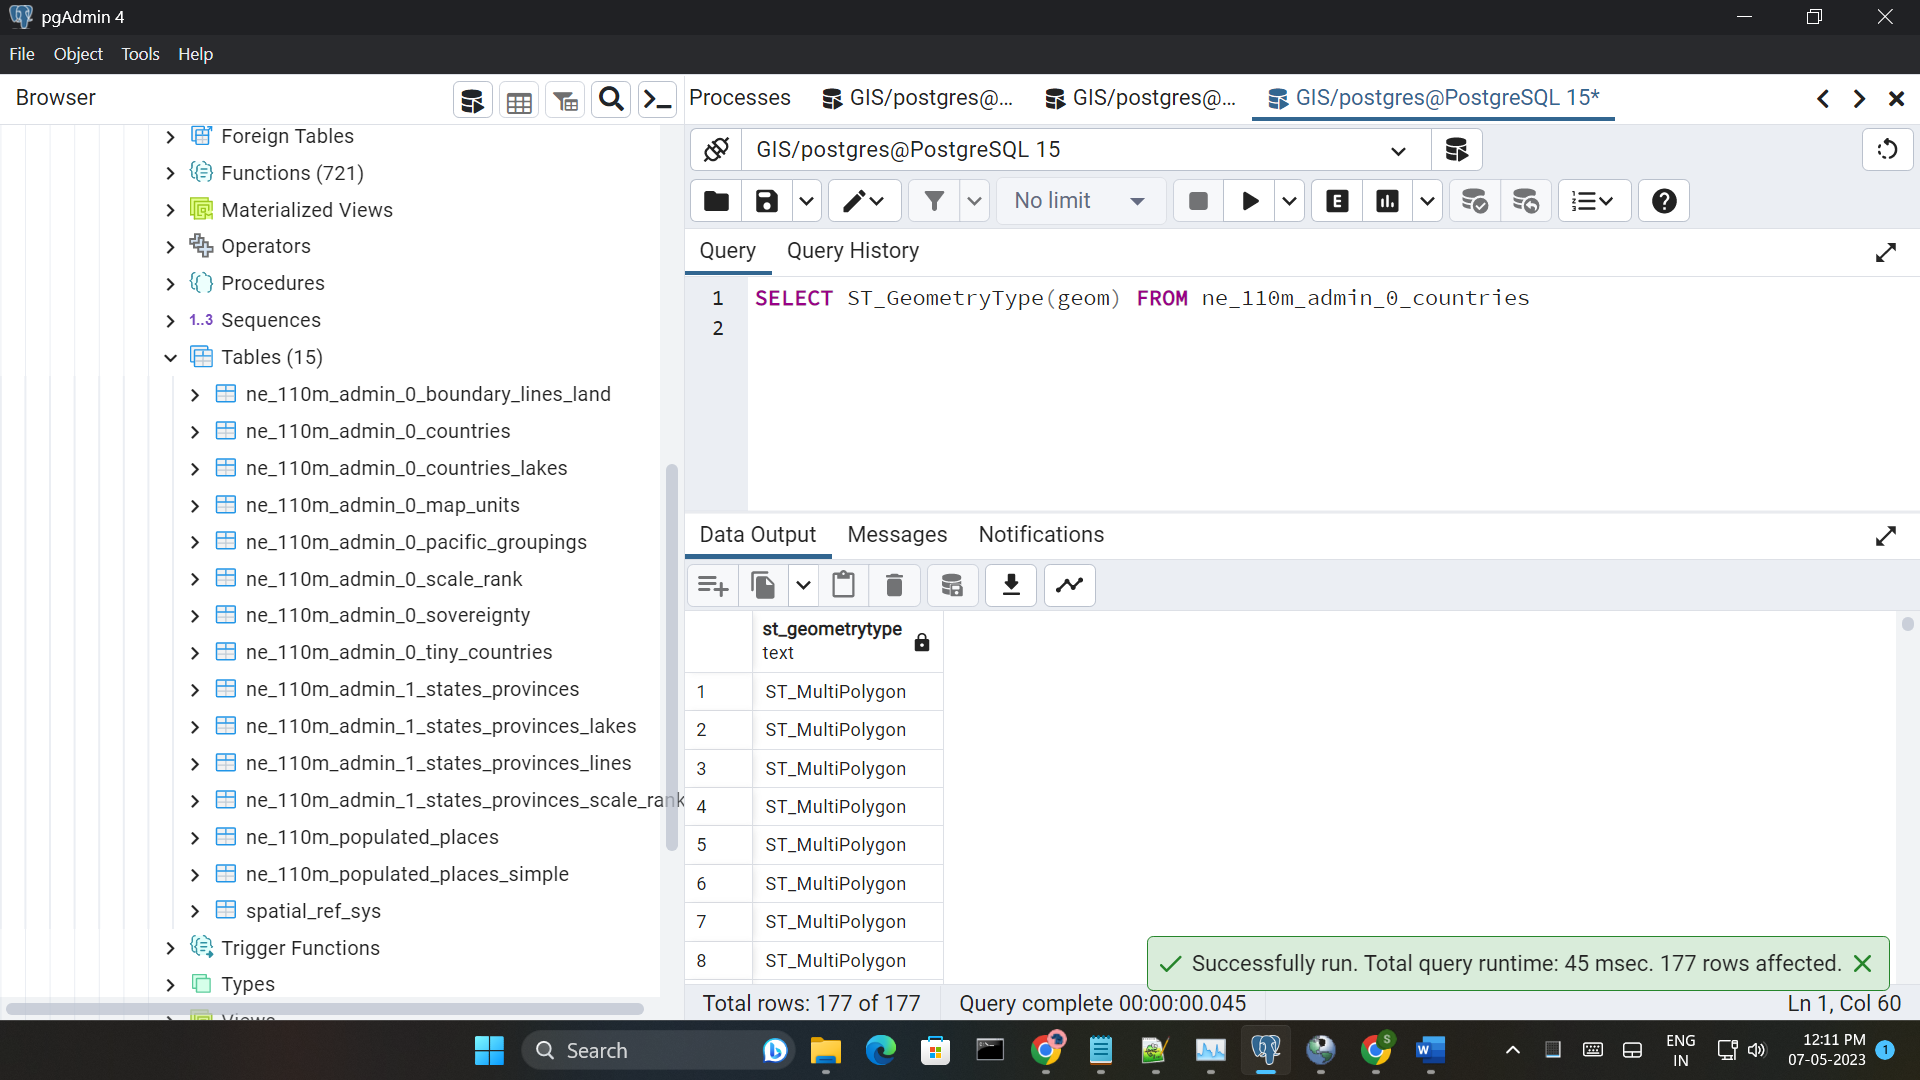 pgAdmin 4
File Object Tools Help
Browser
Processes
GIS/postgres@...
GIS/postgres@...
GIS/postgres@PostgreSQL 15*
Foreign Tables
Functions (721)
Materialized Views
Operators
Procedures
1..3 Sequences
Tables (15)
ne_110m_admin_0_boundary_lines_land
ne_110m_admin_0_countries
ne_110m_admin_0_countries_lakes
ne_110m_admin_0_map_units
ne_110m_admin_0_pacific_groupings
ne_110m_admin_0_scale_rank
ne_110m_admin_0_sovereignty
ne_110m_admin_0_tiny_countries
ne_110m_admin_1_states_provinces
ne_110m_admin_1_states_provinces_lakes
ne_110m_admin_1_states_provinces_lines
ne_110m_admin_1_states_provinces_scale_rank
ne_110m_populated_places
ne_110m_populated_places_simple
spatial_ref_sys
Trigger Functions
Types
Views
GIS/postgres@PostgreSQL 15
No limit
E
Query Query History
1 SELECT ST_GeometryType(geom) FROM ne_110m_admin_0_countries
2
Data Output Messages Notifications
st_geometrytype
text
1 ST_MultiPolygon
2 ST_MultiPolygon
3 ST_MultiPolygon
4 ST_MultiPolygon
5 ST_MultiPolygon
6 ST_MultiPolygon
7 ST_MultiPolygon
8 ST_MultiPolygon
Successfully run. Total query runtime: 45 msec. 177 rows affected.
Total rows: 177 of 177 Query complete 00:00:00.045 Ln 1, Col 60
Search
S
W
ENG
IN
12:11 PM
07-05-2023
1